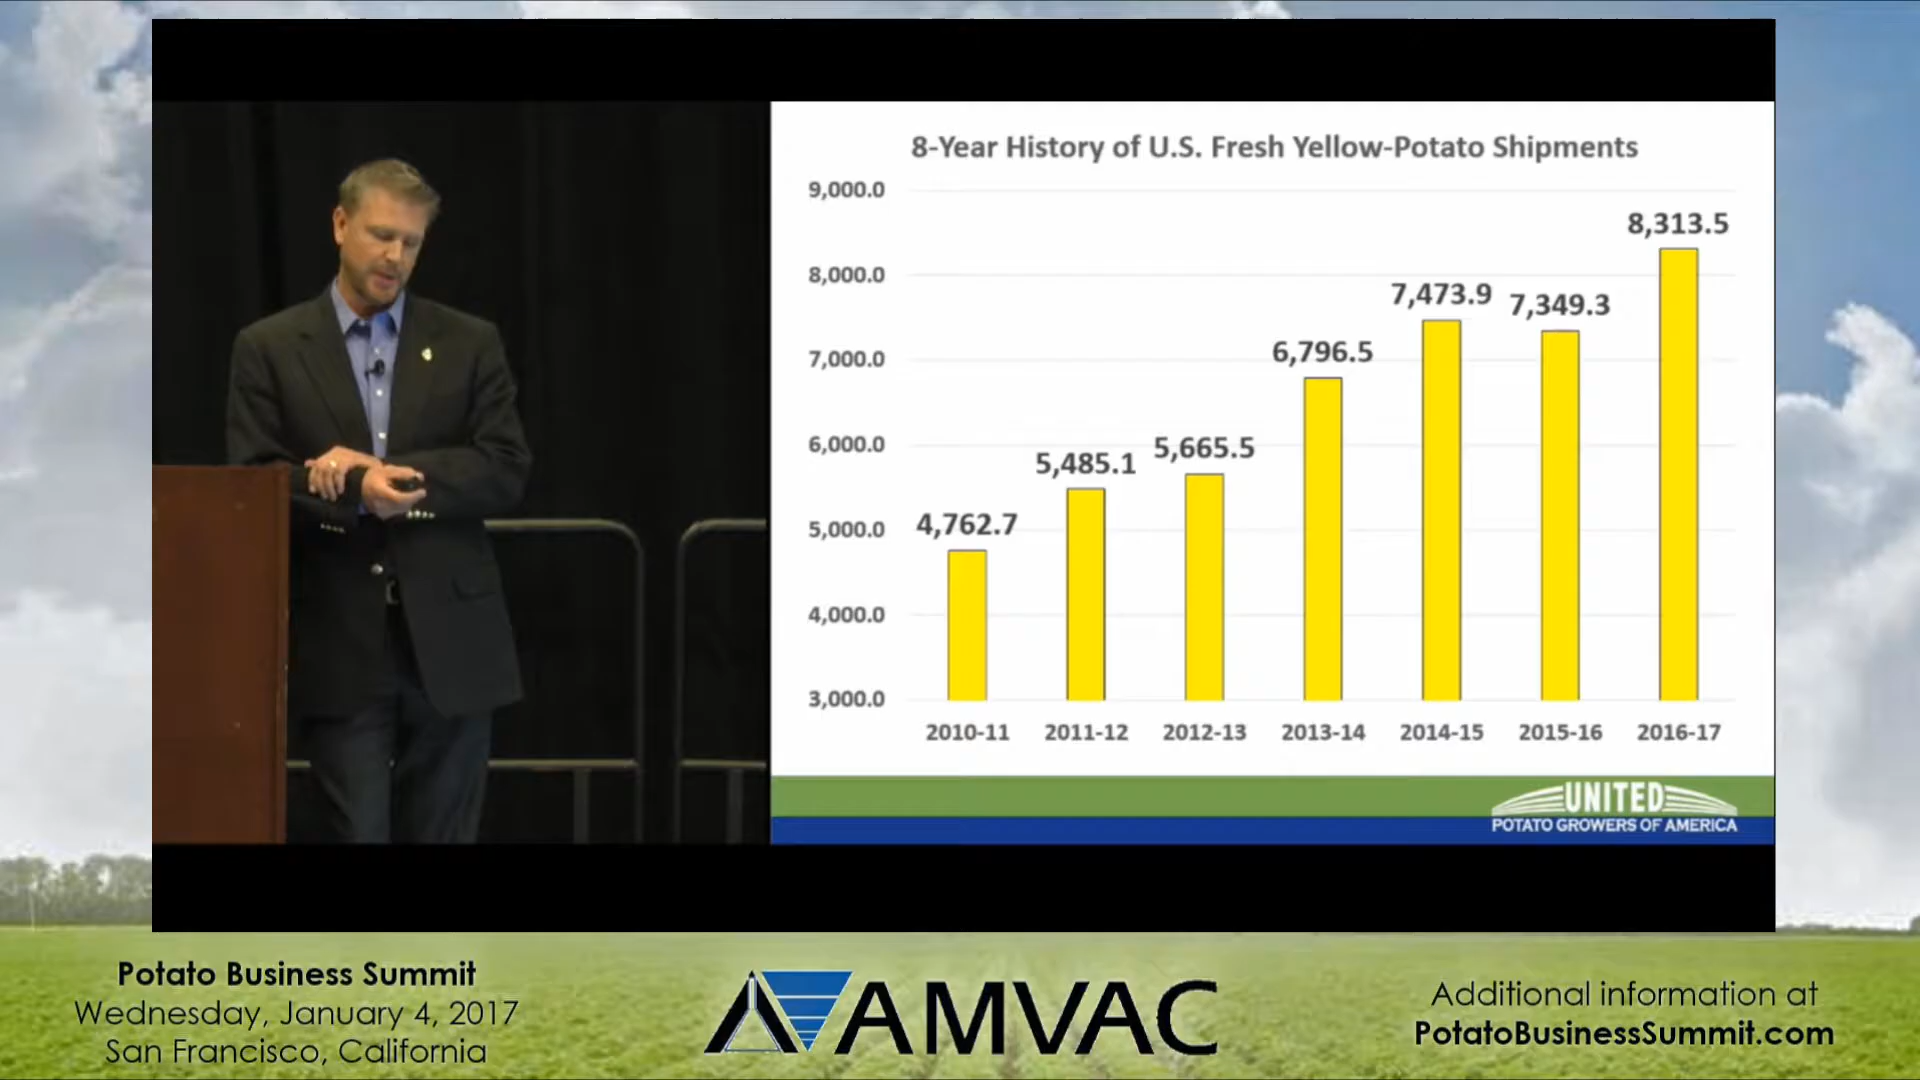 8-Year History of U.S. Fresh Yellow-Potato Shipments
9,000.0
8,000.0
7,000.0
6,000.0
5,000.0
4,000.0
3,000.0
4,762.7
5,485.1
5,665.5
6,796.5
7,473.9
7,349.3
8,313.5
2010-11 2011-12 2012-13 2013-14 2014-15 2015-16 2016-17
UNITED
POTATO GROWERS OF AMERICA
Potato Business Summit
Wednesday, January 4, 2017
San Francisco, California
AMVAC
Additional information at
PotatoBusinessSummit.com